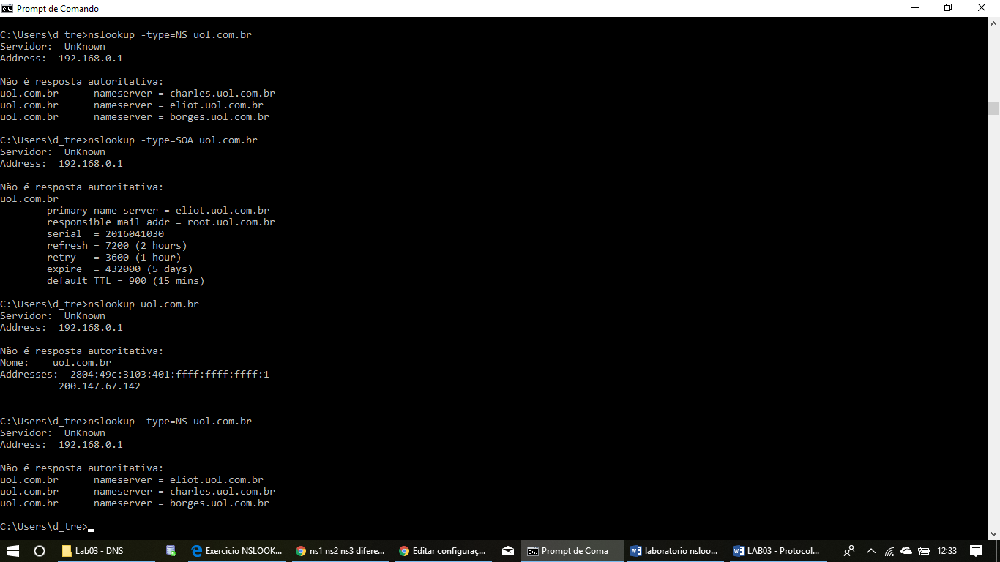 Prompt de Comando
C:\Users\d_tre>nslookup -type=NS uol.com.br
Servidor:  UnKnown
Address:  192.168.0.1
Não é resposta autoritativa:
uol.com.br      nameserver = charles.uol.com.br
uol.com.br      nameserver = eliot.uol.com.br
uol.com.br      nameserver = borges.uol.com.br
C:\Users\d_tre>nslookup -type=SOA uol.com.br
Servidor:  UnKnown
Address:  192.168.0.1
Não é resposta autoritativa:
uol.com.br
        primary name server = eliot.uol.com.br
        responsible mail addr = root.uol.com.br
        serial  = 2016041030
        refresh = 7200 (2 hours)
        retry   = 3600 (1 hour)
        expire  = 432000 (5 days)
        default TTL = 900 (15 mins)
C:\Users\d_tre>nslookup uol.com.br
Servidor:  UnKnown
Address:  192.168.0.1
Não é resposta autoritativa:
Nome:    uol.com.br
Addresses:  2804:49c:3103:401:ffff:ffff:ffff:1
          200.147.67.142
C:\Users\d_tre>nslookup -type=NS uol.com.br
Servidor:  UnKnown
Address:  192.168.0.1
Não é resposta autoritativa:
uol.com.br      nameserver = eliot.uol.com.br
uol.com.br      nameserver = charles.uol.com.br
uol.com.br      nameserver = borges.uol.com.br
C:\Users\d_tre>
Lab03 - DNS
Exercicio NSLOOK...
ns1 ns2 ns3 difere...
Editar configuraç...
Prompt de Coma
laboratorio nsloo...
LAB03 - Protocol...
12:33